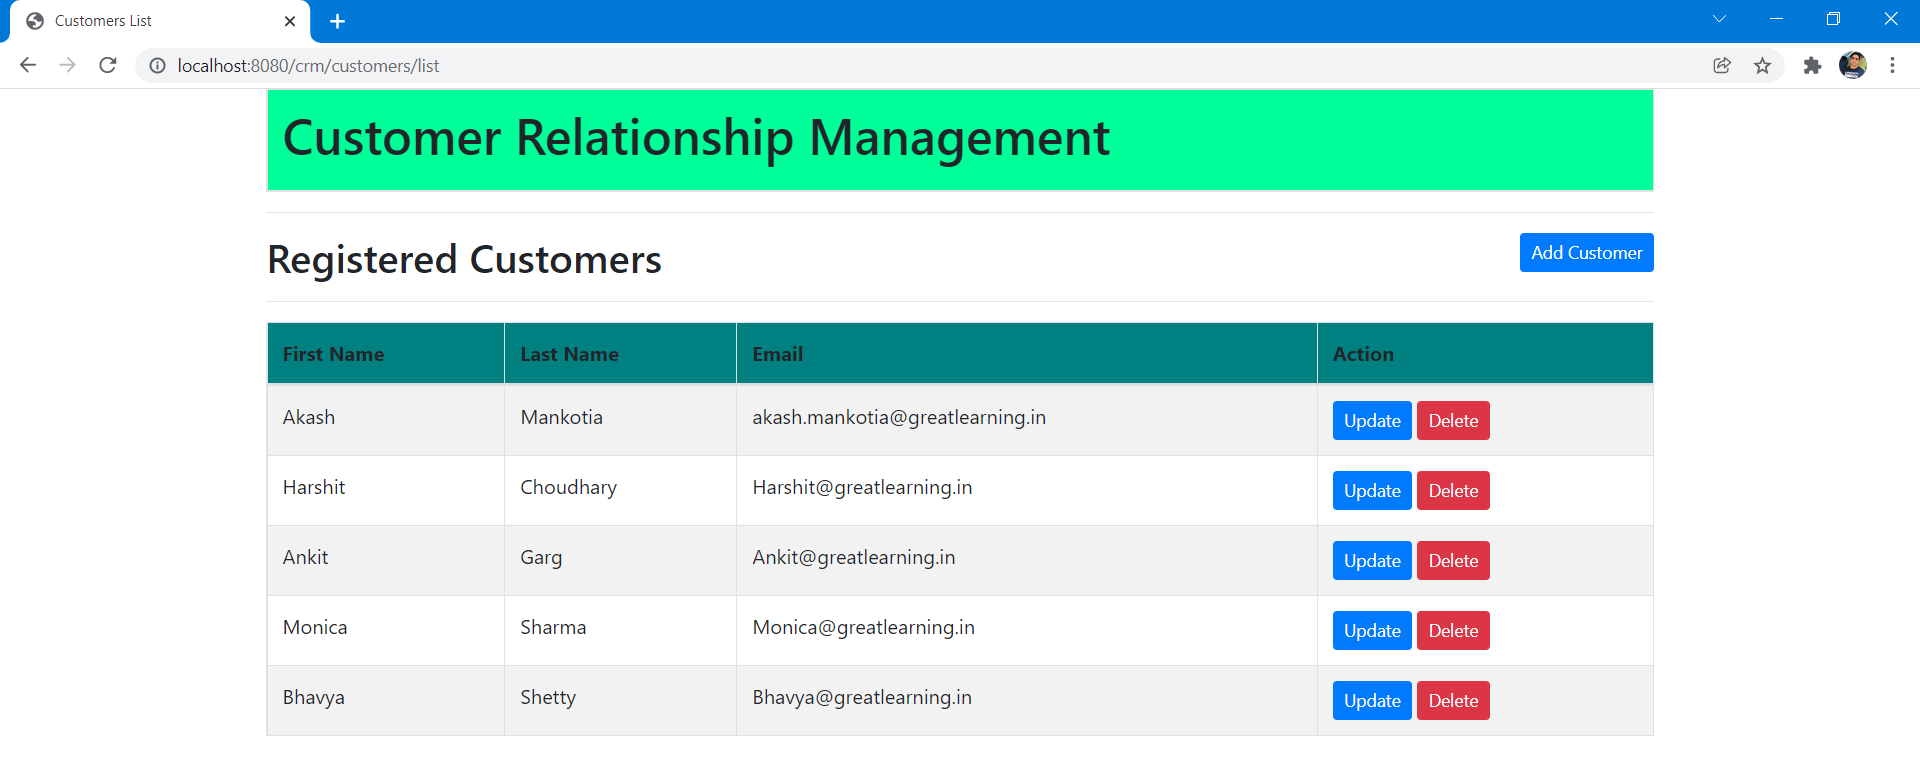 Customers List
localhost:8080/crm/customers/list
Customer Relationship Management
Registered Customers
Add Customer
First Name Last Name Email Action
Akash Mankotia akash.mankotia@greatlearning.in Update Delete
Harshit Choudhary Harshit@greatlearning.in Update Delete
Ankit Garg Ankit@greatlearning.in Update Delete
Monica Sharma Monica@greatlearning.in Update Delete
Bhavya Shetty Bhavya@greatlearning.in Update Delete